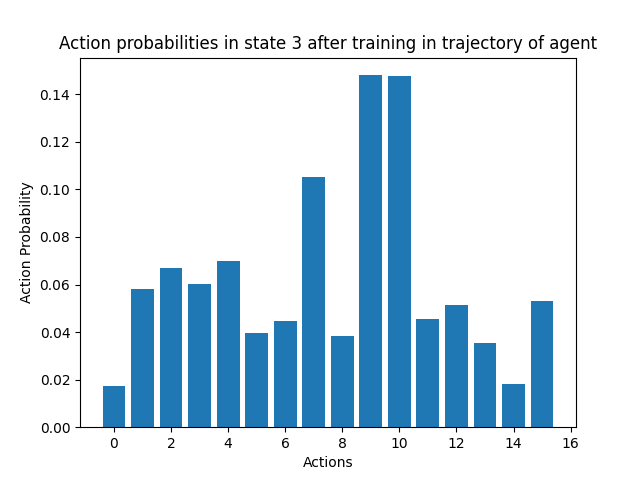 Action probabilities in state 3 after training in trajectory of agent
0.14
0.12
0.10
0.08
0.06
0.04
0.02
0.00
Action Probability
0 2 4 6 8 10 12 14 16
Actions